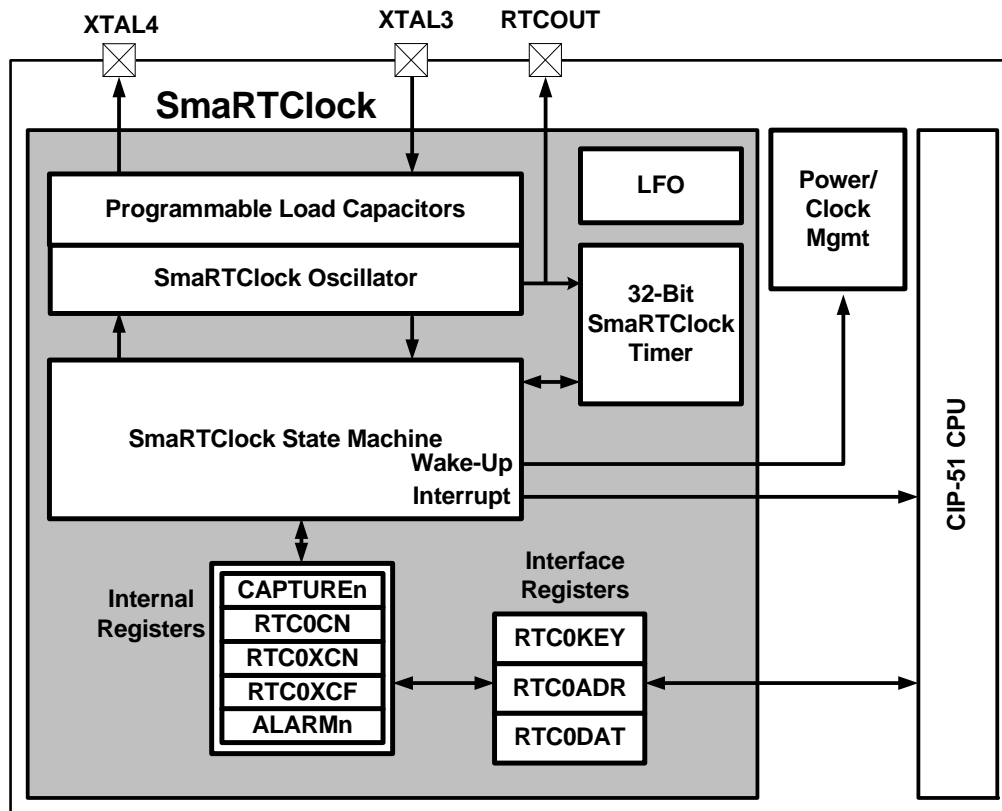 XTAL4
XTAL3
RTCOUT
SmaRTClock
Programmable Load Capacitors
LFO
Power/
Clock
Mgmt
SmaRTClock Oscillator
32-Bit
SmaRTClock
Timer
SmaRTClock State Machine
Wake-Up
Interrupt
CIP-51 CPU
Internal
Registers
CAPTUREn
RTC0CN
RTC0XCN
RTC0XCF
ALARMn
Interface
Registers
RTC0KEY
RTC0ADR
RTC0DAT